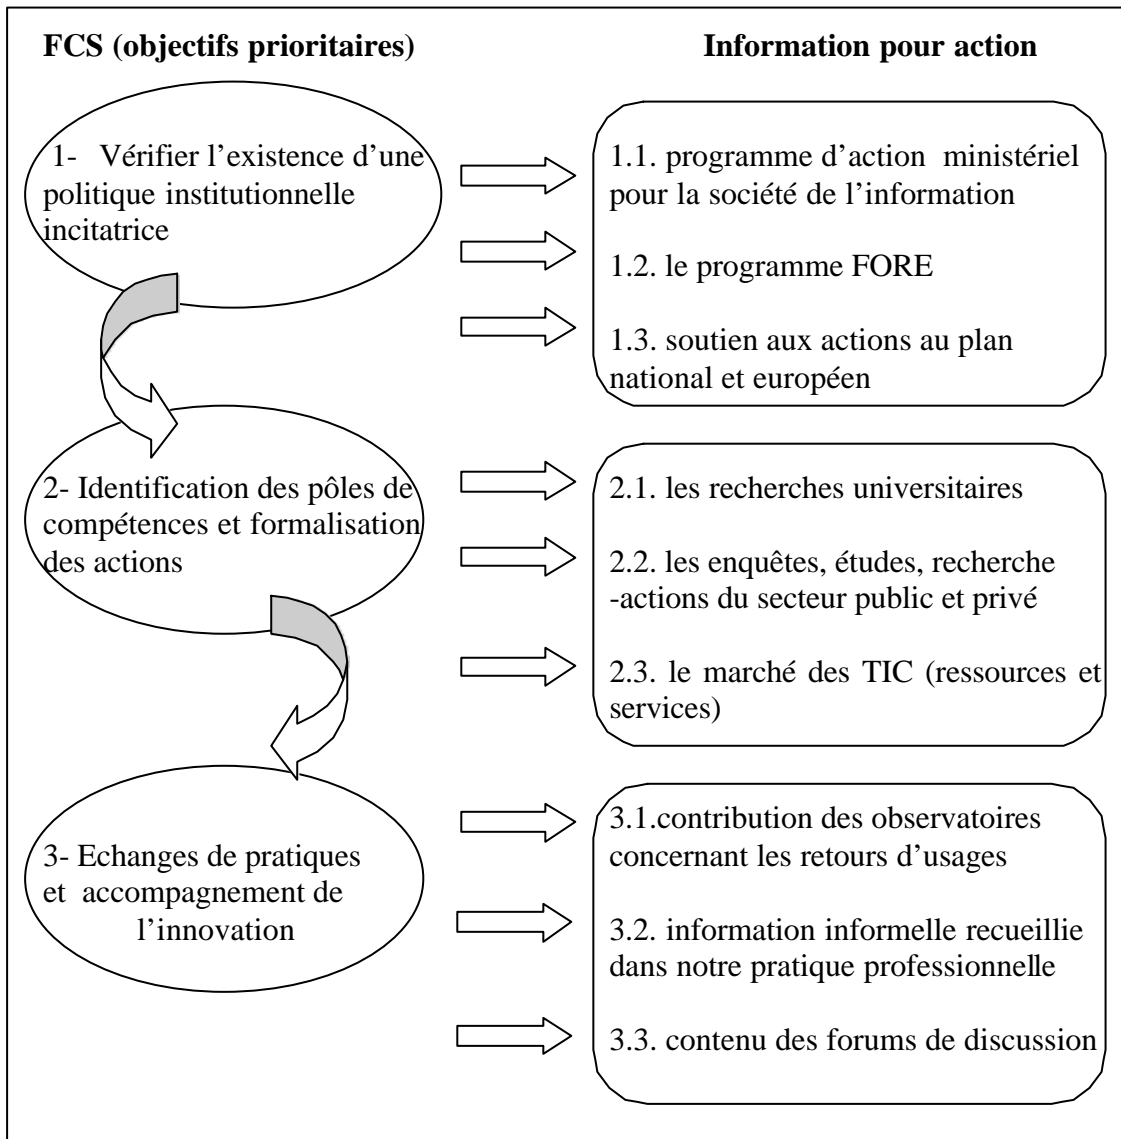 FCS (objectifs prioritaires)
Information pour action
1- Vérifier l’existence d’une
politique institutionnelle
incitatrice
1.1. programme d’action ministériel
pour la société de l’information
1.2. le programme FORE
1.3. soutien aux actions au plan
national et européen
2- Identification des pôles de
compétences et formalisation
des actions
2.1. les recherches universitaires
2.2. les enquêtes, études, recherche
-actions du secteur public et privé
2.3. le marché des TIC (ressources et
services)
3- Echanges de pratiques
et accompagnement de
l’innovation
3.1.contribution des observatoires
concernant les retours d’usages
3.2. information informelle recueillie
dans notre pratique professionnelle
3.3. contenu des forums de discussion